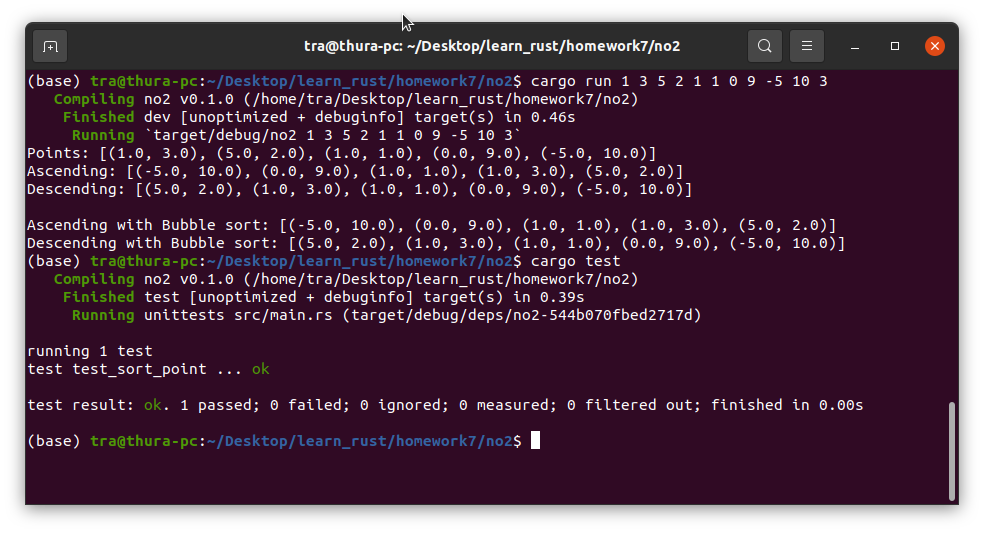 tra@thura-pc: ~/Desktop/learn_rust/homework7/no2
(base) tra@thura-pc:~/Desktop/learn_rust/homework7/no2$ cargo run 1 3 5 2 1 1 0 9 -5 10 3
   Compiling no2 v0.1.0 (/home/tra/Desktop/learn_rust/homework7/no2)
    Finished dev [unoptimized + debuginfo] target(s) in 0.46s
     Running `target/debug/no2 1 3 5 2 1 1 0 9 -5 10 3`
Points: [(1.0, 3.0), (5.0, 2.0), (1.0, 1.0), (0.0, 9.0), (-5.0, 10.0)]
Ascending: [(-5.0, 10.0), (0.0, 9.0), (1.0, 1.0), (1.0, 3.0), (5.0, 2.0)]
Descending: [(5.0, 2.0), (1.0, 3.0), (1.0, 1.0), (0.0, 9.0), (-5.0, 10.0)]

Ascending with Bubble sort: [(-5.0, 10.0), (0.0, 9.0), (1.0, 1.0), (1.0, 3.0), (5.0, 2.0)]
Descending with Bubble sort: [(5.0, 2.0), (1.0, 3.0), (1.0, 1.0), (0.0, 9.0), (-5.0, 10.0)]
(base) tra@thura-pc:~/Desktop/learn_rust/homework7/no2$ cargo test
   Compiling no2 v0.1.0 (/home/tra/Desktop/learn_rust/homework7/no2)
    Finished test [unoptimized + debuginfo] target(s) in 0.39s
     Running unittests src/main.rs (target/debug/deps/no2-544b070fbed2717d)

running 1 test
test test_sort_point ... ok

test result: ok. 1 passed; 0 failed; 0 ignored; 0 measured; 0 filtered out; finished in 0.00s

(base) tra@thura-pc:~/Desktop/learn_rust/homework7/no2$